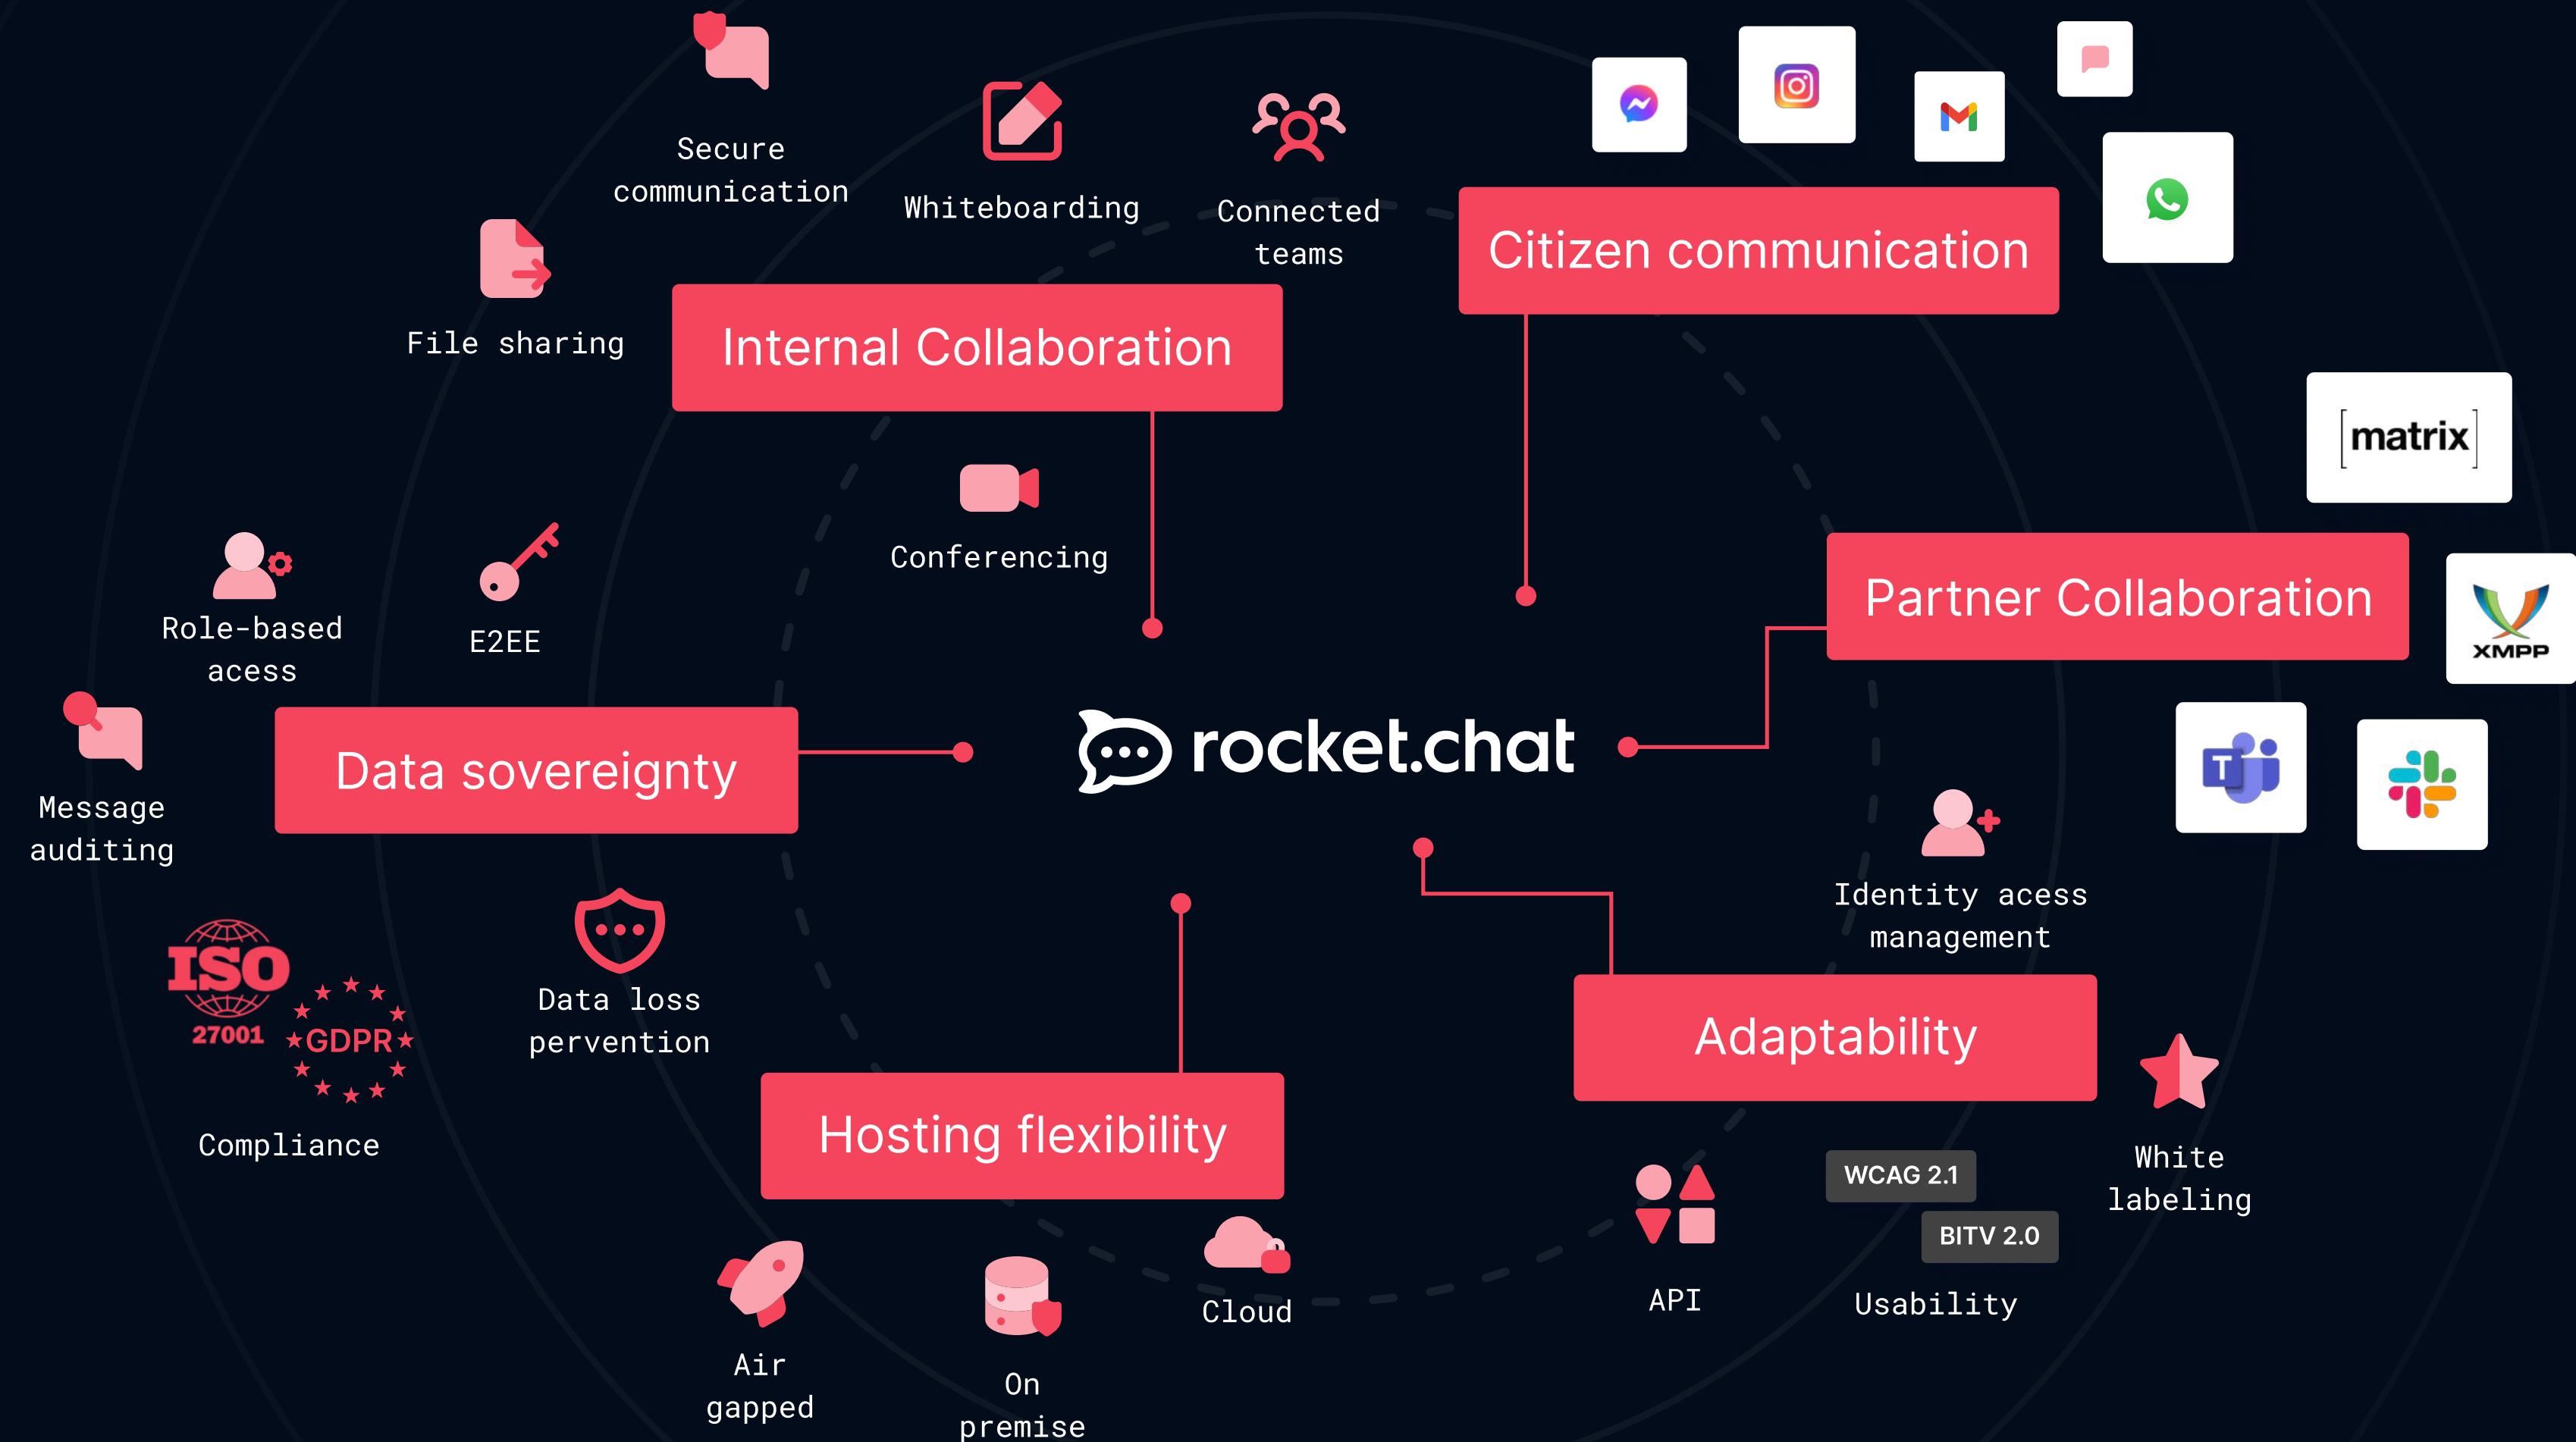 Secure
communication
Whiteboarding
Connected
teams
File sharing
Internal Collaboration
Conferencing
Citizen communication
[matrix]
Partner Collaboration
XMPP
T
Role-based
acess
E2EE
Message
auditing
Data sovereignty
rocket.chat
ISO
27001
GDPR
Compliance
Data loss
pervention
Identity acess
management
Adaptability
White
labeling
WCAG 2.1
BITV 2.0
Usability
API
Hosting flexibility
Air
gapped
On
premise
Cloud